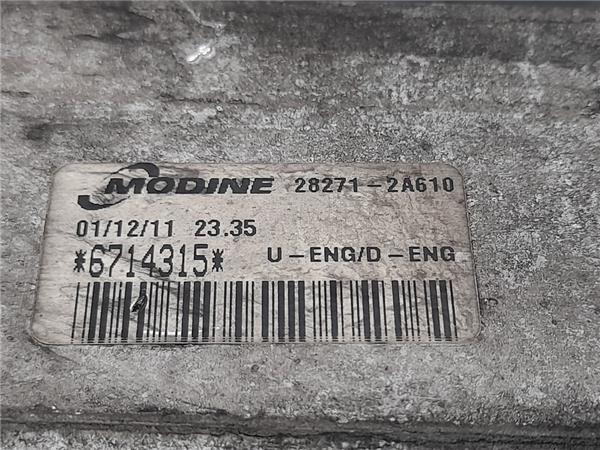 MODINE 28271-2A610
01/12/11 23.35
*6714315* U-ENG/D-ENG